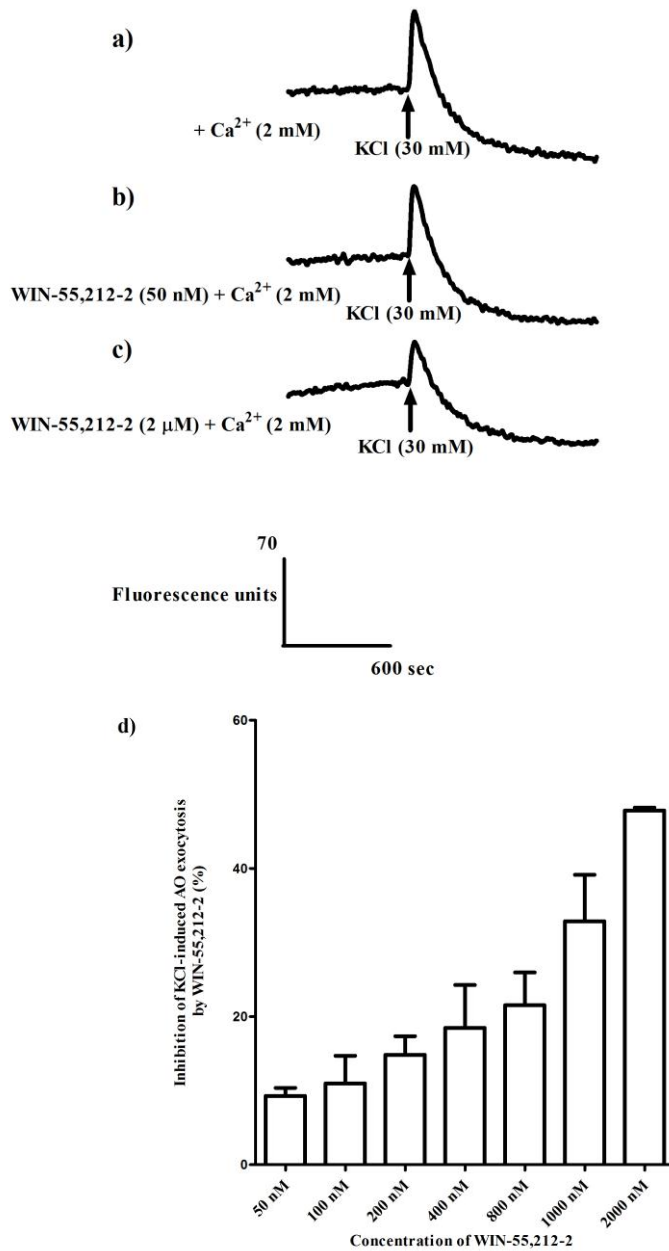 a)
+ Ca²⁺ (2 mM)
KCl (30 mM)
b)
WIN-55,212-2 (50 nM) + Ca²⁺ (2 mM)
KCl (30 mM)
c)
WIN-55,212-2 (2 µM) + Ca²⁺ (2 mM)
KCl (30 mM)
70
Fluorescence units
600 sec
d)
Inhibition of KCl-induced AO exocytosis
by WIN-55,212-2 (%)
60
40
20
0
50 nM
100 nM
200 nM
400 nM
800 nM
1000 nM
2000 nM
Concentration of WIN-55,212-2